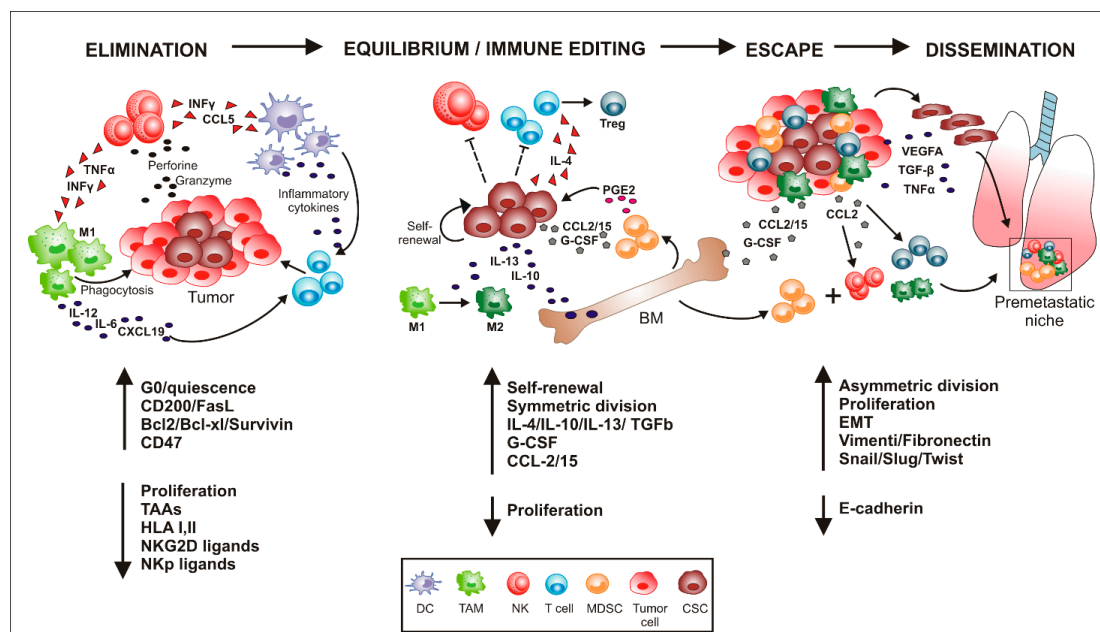 ELIMINATION
EQUILIBRIUM / IMMUNE EDITING
ESCAPE
DISSEMINATION
INFγ
CCL5
TNFα
INFγ
Perforine
Granzyme
Inflammatory
cytokines
M1
Phagocytosis
Tumor
IL-12
IL-6
CXCL19
Treg
IL-4
PGE2
Self-
renewal
CCL2/15
G-CSF
IL-13
IL-10
M1
M2
BM
VEGFA
TGF-β
TNFα
CCL2
CCL2/15
G-CSF
+
Premetastatic
niche
G0/quiescence
CD200/FasL
Bcl2/Bcl-xl/Survivin
CD47
Proliferation
TAAs
HLA I,II
NKG2D ligands
NKp ligands
Self-renewal
Symmetric division
IL-4/IL-10/IL-13/ TGFb
G-CSF
CCL-2/15
Proliferation
Asymmetric division
Proliferation
EMT
Vimenti/Fibronectin
Snail/Slug/Twist
E-cadherin
DC
TAM
NK
T cell
MDSC
Tumor
cell
CSC